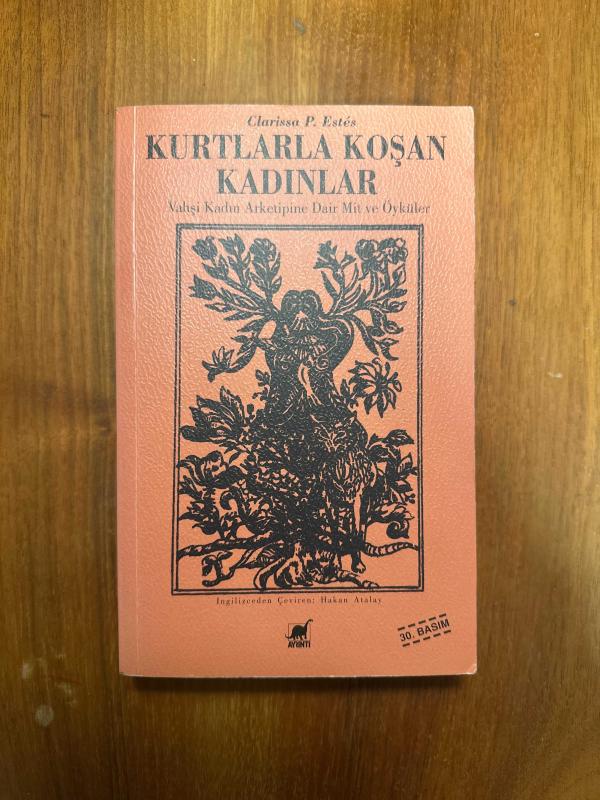 Clarissa P. Estés
KURTLARLA KOŞAN
KADINLAR
Vahşi Kadın Arketipine Dair Mit ve Öyküler
İngilizceden Çeviren: Hakan Atalay
AYRINTI
30. BASIM